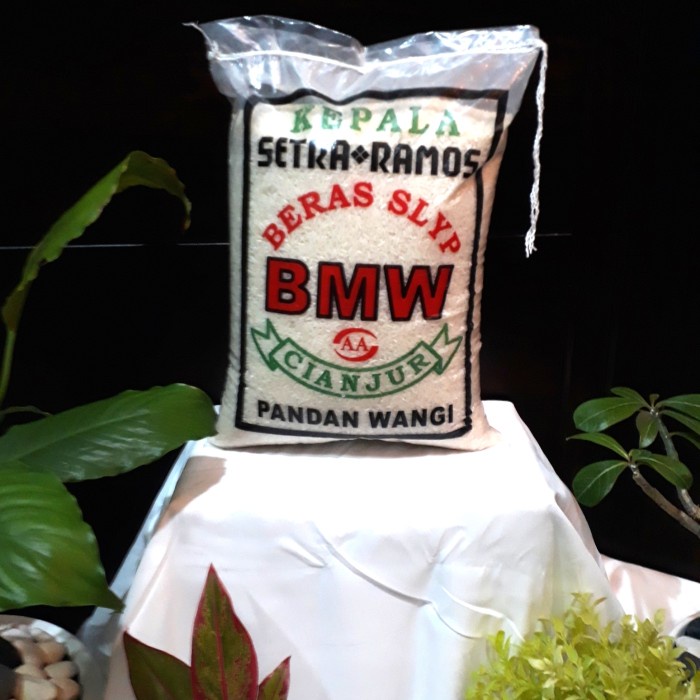 KEPALA
SETRA❖RAMOS
BERAS SLYP
BMW
AA
CIANJUR
PANDAN WANGI